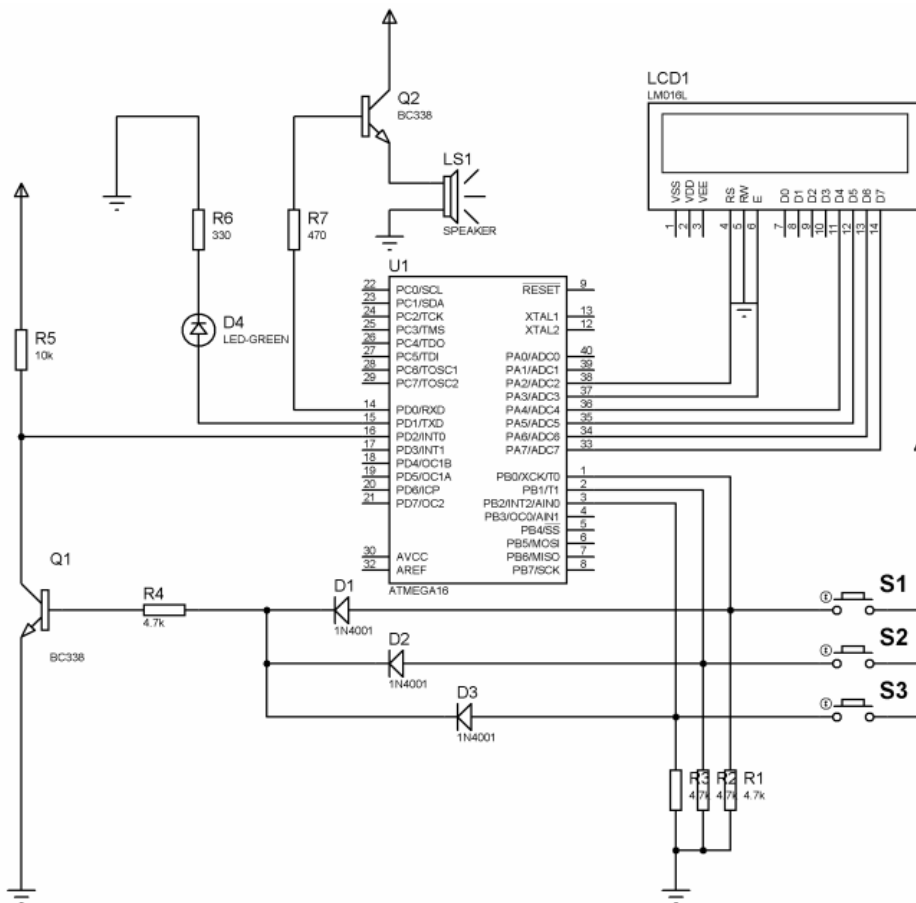 LCD1
LM016L
VSS
VDD
VEE
RS
RW
E
D0
D1
D2
D3
D4
D5
D6
D7
1
2
3
4
5
6
7
8
9
10
11
12
13
14
Q2
BC338
LS1
SPEAKER
R6
330
R7
470
D4
LED-GREEN
R5
10k
U1
22 PC0/SCL
23 PC1/SDA
24 PC2/TCK
25 PC3/TMS
26 PC4/TDO
27 PC5/TDI
28 PC6/TOSC1
29 PC7/TOSC2
14 PD0/RXD
15 PD1/TXD
16 PD2/INT0
17 PD3/INT1
18 PD4/OC1B
19 PD5/OC1A
20 PD6/ICP
21 PD7/OC2
30 AVCC
32 AREF
RESET 9
XTAL1 13
XTAL2 12
PA0/ADC0 40
PA1/ADC1 39
PA2/ADC2 38
PA3/ADC3 37
PA4/ADC4 36
PA5/ADC5 35
PA6/ADC6 34
PA7/ADC7 33
PB0/XCK/T0 1
PB1/T1 2
PB2/INT2/AIN0 3
PB3/OC0/AIN1 4
PB4/SS 5
PB5/MOSI 6
PB6/MISO 7
PB7/SCK 8
ATMEGA16
Q1
BC338
R4
4.7k
D1
1N4001
D2
1N4001
D3
1N4001
S1
S2
S3
R3 R2 R1
4.7k 4.7k 4.7k